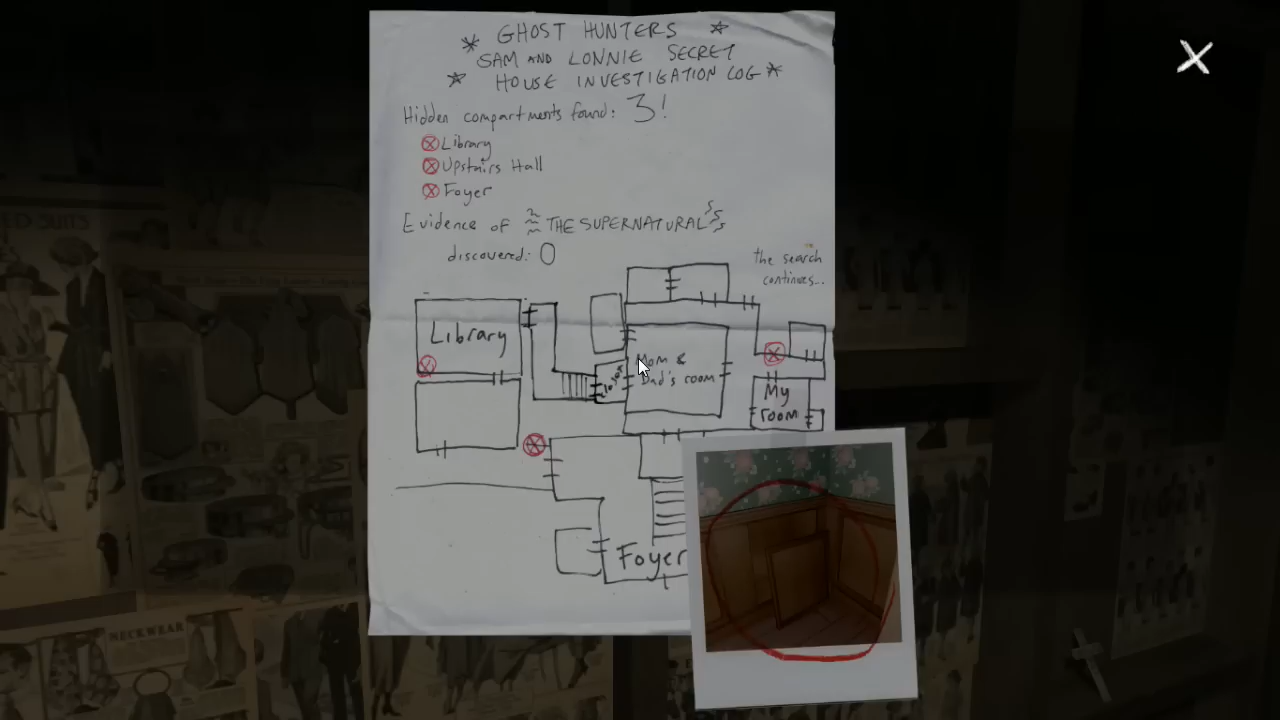 GHOST HUNTERS
SAM AND LONNIE SECRET
HOUSE INVESTIGATION LOG
Hidden compartments found: 3!
Library
Upstairs Hall
Foyer
Evidence of THE SUPERNATURAL
discovered: 0
the search
continues...
Library
Mom &
Dad's room
My
room
Foyer
NECKWEAR